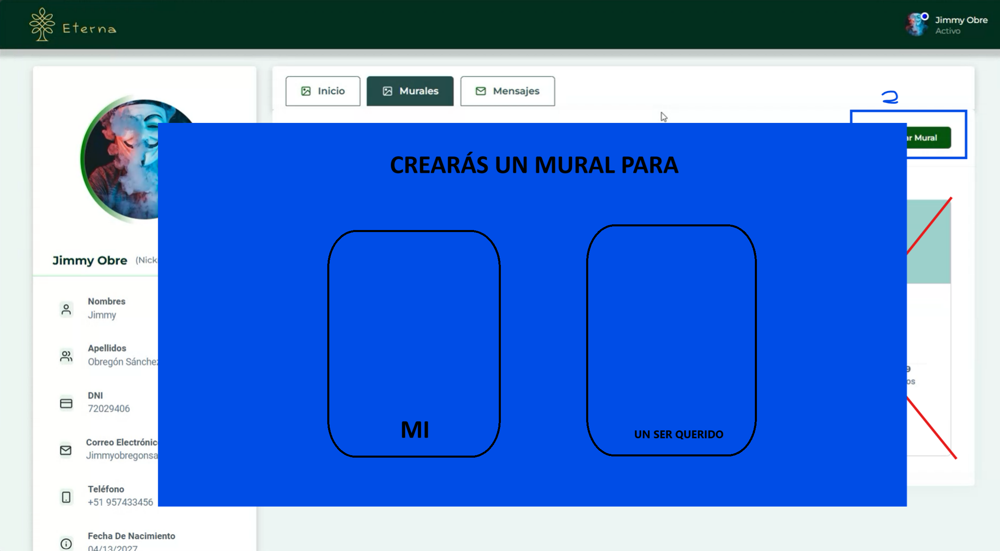 Eterna
Jimmy Obre
Activo
Inicio
Murales
Mensajes
2
ar Mural
CREARÁS UN MURAL PARA
MI
UN SER QUERIDO
Jimmy Obre (Nick
Nombres
Jimmy
Apellidos
Obregón Sánchez
DNI
72029406
Correo Electrónic
Jimmyobregonsa
Teléfono
+51 957433456
Fecha De Nacimiento
04/13/2027
9
os